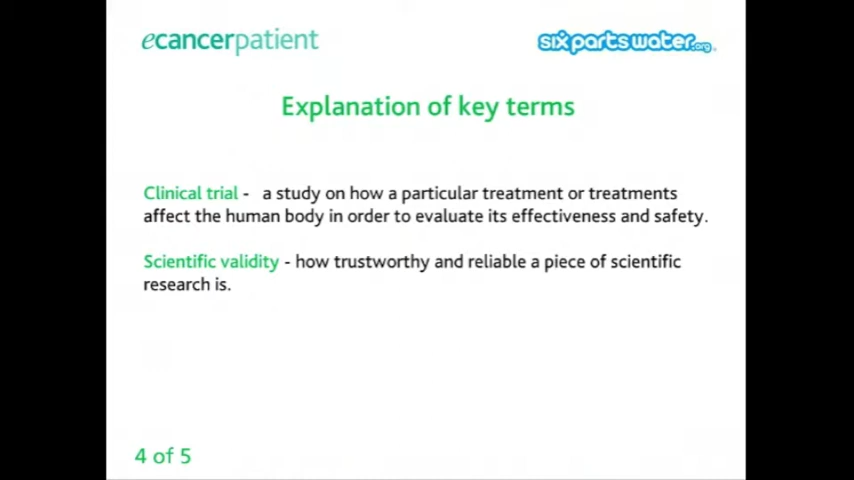 ecancerpatient
sixpartswater.org
Explanation of key terms
Clinical trial - a study on how a particular treatment or treatments
affect the human body in order to evaluate its effectiveness and safety.
Scientific validity - how trustworthy and reliable a piece of scientific
research is.
4 of 5